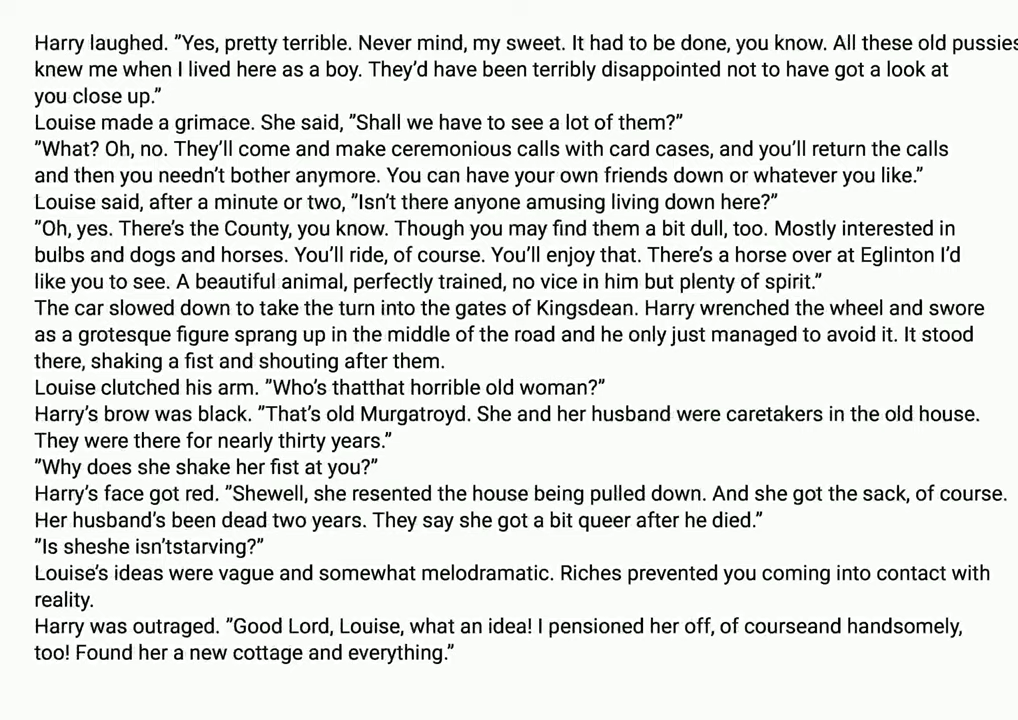 Harry laughed. ”Yes, pretty terrible. Never mind, my sweet. It had to be done, you know. All these old pussies
knew me when I lived here as a boy. They’d have been terribly disappointed not to have got a look at
you close up.”
Louise made a grimace. She said, ”Shall we have to see a lot of them?”
”What? Oh, no. They’ll come and make ceremonious calls with card cases, and you’ll return the calls
and then you needn’t bother anymore. You can have your own friends down or whatever you like.”
Louise said, after a minute or two, ”Isn’t there anyone amusing living down here?”
”Oh, yes. There’s the County, you know. Though you may find them a bit dull, too. Mostly interested in
bulbs and dogs and horses. You’ll ride, of course. You’ll enjoy that. There’s a horse over at Eglinton I’d
like you to see. A beautiful animal, perfectly trained, no vice in him but plenty of spirit.”
The car slowed down to take the turn into the gates of Kingsdean. Harry wrenched the wheel and swore
as a grotesque figure sprang up in the middle of the road and he only just managed to avoid it. It stood
there, shaking a fist and shouting after them.
Louise clutched his arm. ”Who’s thatthat horrible old woman?”
Harry’s brow was black. ”That’s old Murgatroyd. She and her husband were caretakers in the old house.
They were there for nearly thirty years.”
”Why does she shake her fist at you?”
Harry’s face got red. ”Shewell, she resented the house being pulled down. And she got the sack, of course.
Her husband’s been dead two years. They say she got a bit queer after he died.”
”Is sheshe isn’tstarving?”
Louise’s ideas were vague and somewhat melodramatic. Riches prevented you coming into contact with
reality.
Harry was outraged. ”Good Lord, Louise, what an idea! I pensioned her off, of courseand handsomely,
too! Found her a new cottage and everything.”